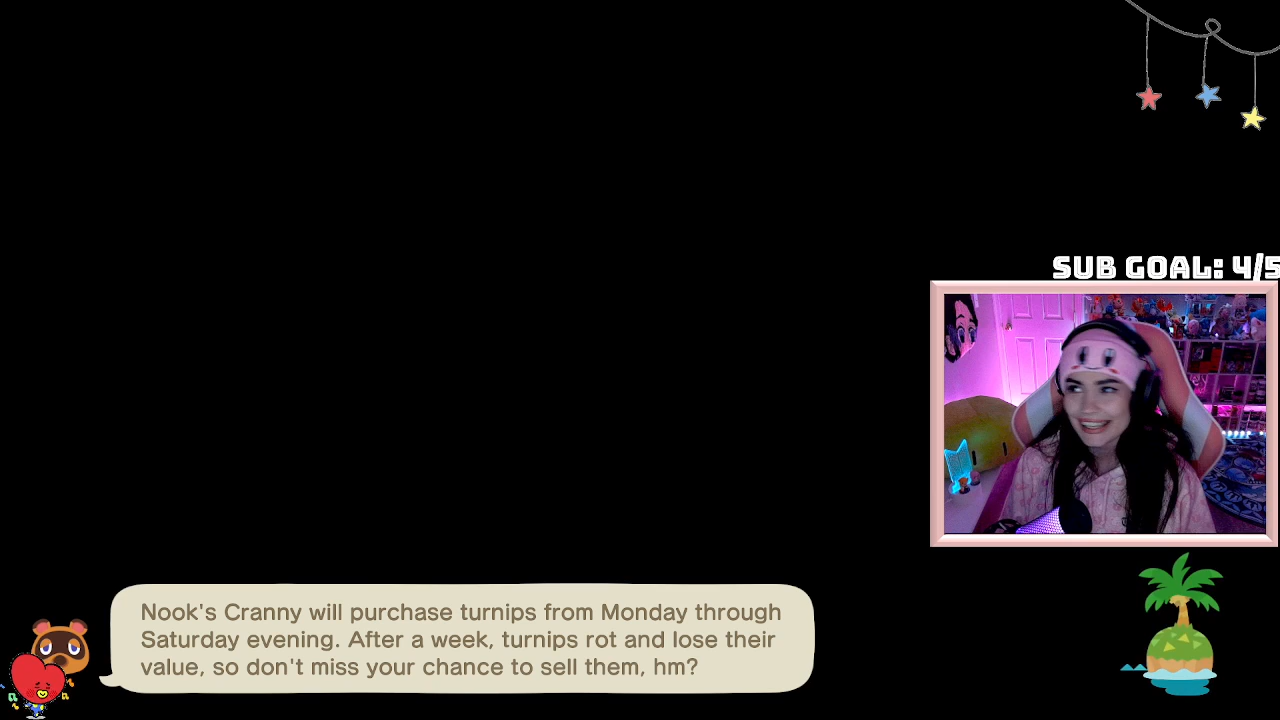 SUB GOAL: 4/5
Nook's Cranny will purchase turnips from Monday through
Saturday evening. After a week, turnips rot and lose their
value, so don't miss your chance to sell them, hm?